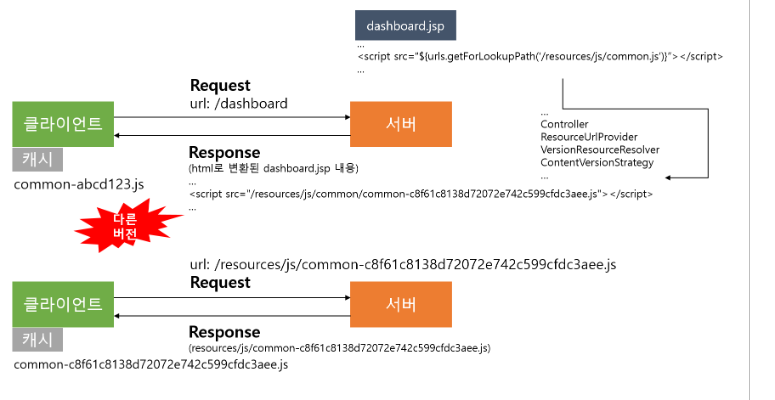 dashboard.jsp
...
<script src="${urls.getForLookupPath('/resources/js/common.js')}"></script>
...
Request
url: /dashboard
클라이언트
서버
캐시
common-abcd123.js
Response
(html로 변환된 dashboard.jsp 내용)
...
<script src="/resources/js/common/common-c8f61c8138d72072e742c599cfdc3aee.js"></script>
...
...
Controller
ResourceUrlProvider
VersionResourceResolver
ContentVersionStrategy
...
다른
버전
url: /resources/js/common-c8f61c8138d72072e742c599cfdc3aee.js
Request
클라이언트
서버
캐시
Response
(resources/js/common-c8f61c8138d72072e742c599cfdc3aee.js)
common-c8f61c8138d72072e742c599cfdc3aee.js